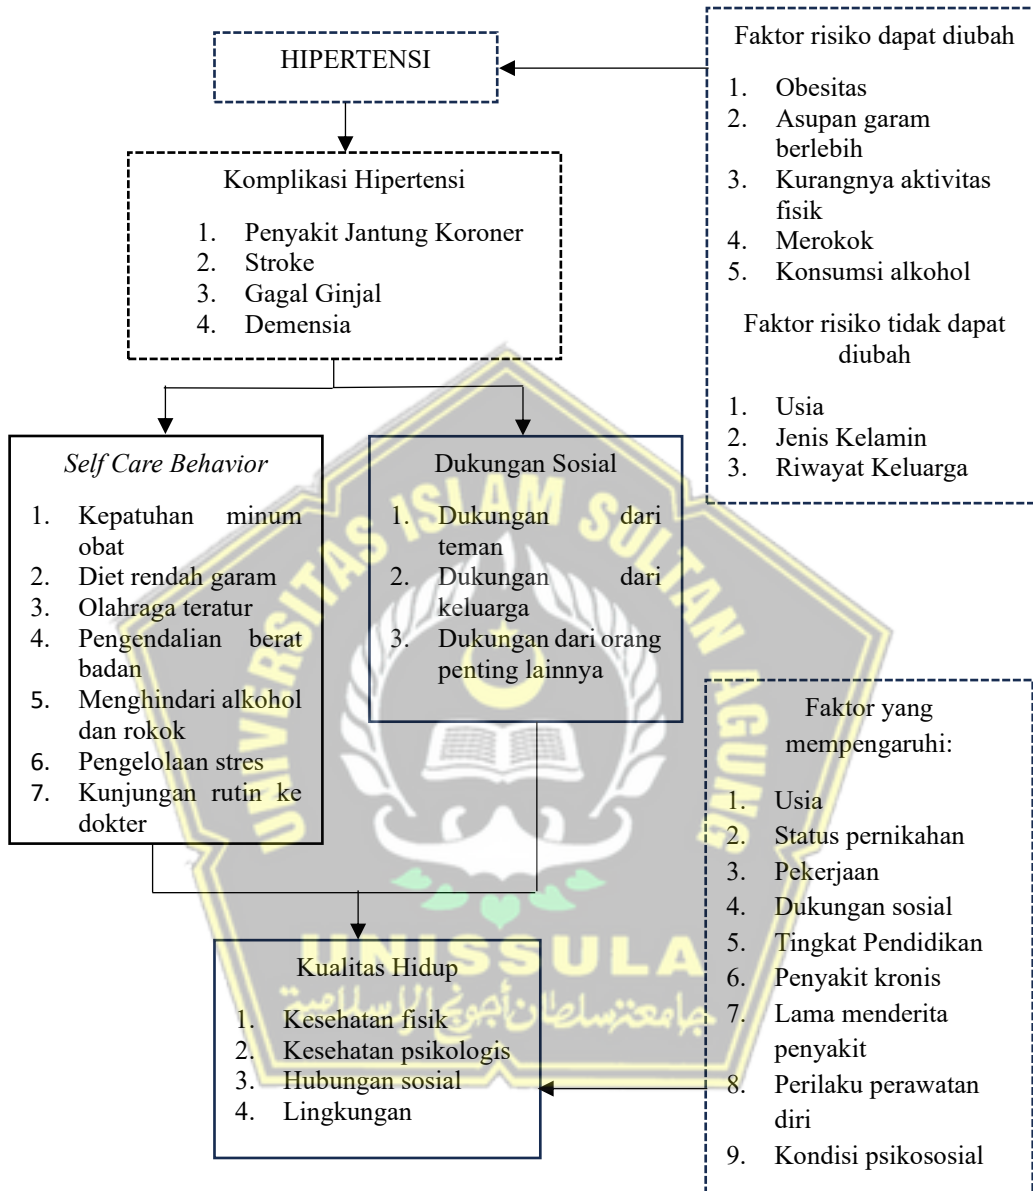 HIPERTENSI
Komplikasi Hipertensi
1. Penyakit Jantung Koroner
2. Stroke
3. Gagal Ginjal
4. Demensia
Faktor risiko dapat diubah
1. Obesitas
2. Asupan garam
berlebih
3. Kurangnya aktivitas
fisik
4. Merokok
5. Konsumsi alkohol
Faktor risiko tidak dapat
diubah
1. Usia
2. Jenis Kelamin
3. Riwayat Keluarga
Self Care Behavior
1. Kepatuhan minum
obat
2. Diet rendah garam
3. Olahraga teratur
4. Pengendalian berat
badan
5. Menghindari alkohol
dan rokok
6. Pengelolaan stres
7. Kunjungan rutin ke
dokter
Dukungan Sosial
1. Dukungan dari
teman
2. Dukungan dari
keluarga
3. Dukungan dari orang
penting lainnya
Faktor yang
mempengaruhi:
1. Usia
2. Status pernikahan
3. Pekerjaan
4. Dukungan sosial
5. Tingkat Pendidikan
6. Penyakit kronis
7. Lama menderita
penyakit
8. Perilaku perawatan
diri
9. Kondisi psikososial
Kualitas Hidup
1. Kesehatan fisik
2. Kesehatan psikologis
3. Hubungan sosial
4. Lingkungan
UNIVERSITAS ISLAM SULTAN AGUNG
UNISSULA
جامعتسلطان أجونج الإسلامية